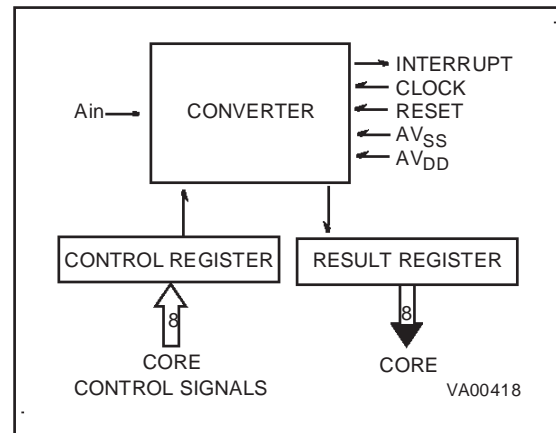 INTERRUPT
CLOCK
Ain
CONVERTER
RESET
AVSS
AVDD
CONTROL REGISTER
RESULT REGISTER
8
8
CORE
CONTROL SIGNALS
CORE
VA00418